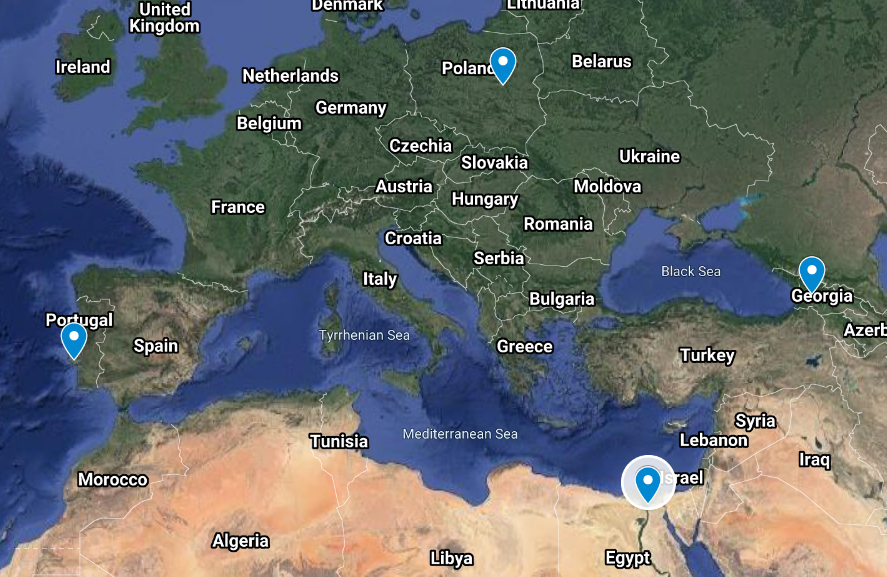 United
Kingdom
Denmark
Lithuania
Ireland
Netherlands
Polan
Belarus
Germany
Belgium
Czechia
Slovakia
Ukraine
Austria
Hungary
Moldova
France
Romania
Croatia
Serbia
Black Sea
Italy
Bulgaria
Georgia
Portugal
Azerb
Tyrrhenian Sea
Spain
Greece
Turkey
Syria
Mediterranean Sea
Tunisia
Lebanon
Iraq
Morocco
srael
Algeria
Libya
Egypt